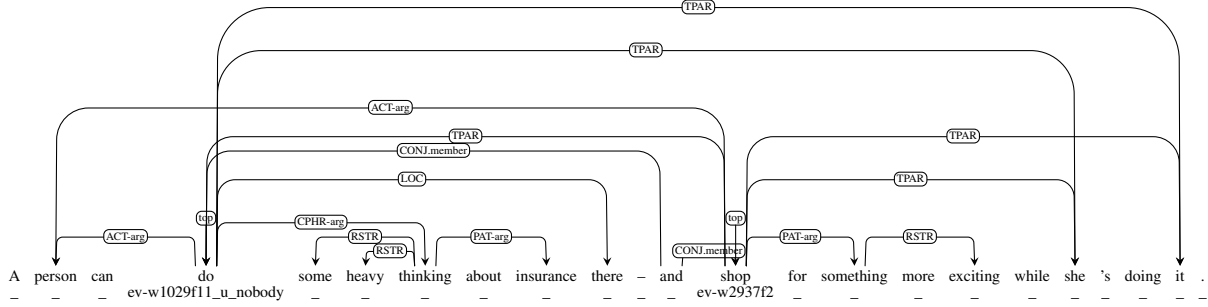 TPAR
TPAR
ACT-arg
TPAR TPAR
CONJ.member
LOC TPAR
top top
CPHR-arg
ACT-arg RSTR PAT-arg PAT-arg RSTR
RSTR CONJ.member
A person can do some heavy thinking about insurance there – and shop for something more exciting while she 's doing it .
_ _ _ ev-w1029f11_u_nobody _ _ _ _ _ _ _ _ ev-w2937f2 _ _ _ _ _ _ _ _ _ _